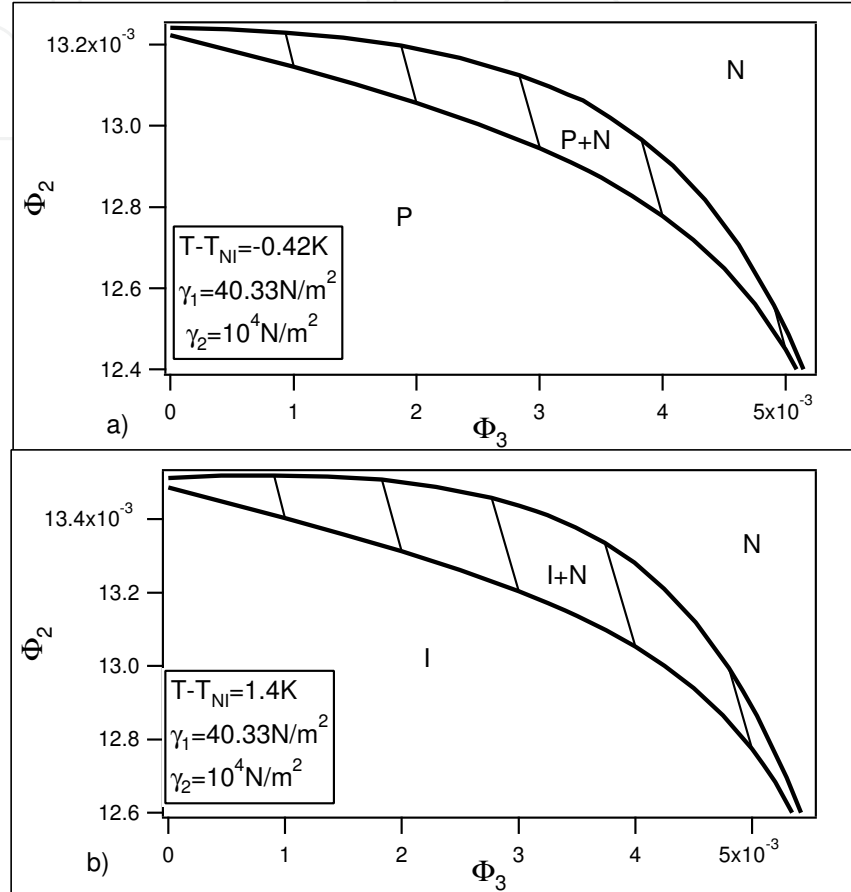 13.2x10⁻³
N
13.0
P+N
Φ₂
12.8
P
T-T_NI=-0.42K
γ₁=40.33N/m²
γ₂=10⁴N/m²
12.6
12.4
0 1 2 3 4 5x10⁻³
a)
Φ₃
13.4x10⁻³
N
I+N
13.2
Φ₂
13.0
I
T-T_NI=1.4K
γ₁=40.33N/m²
γ₂=10⁴N/m²
12.8
12.6
0 1 2 3 4 5x10⁻³
b)
Φ₃